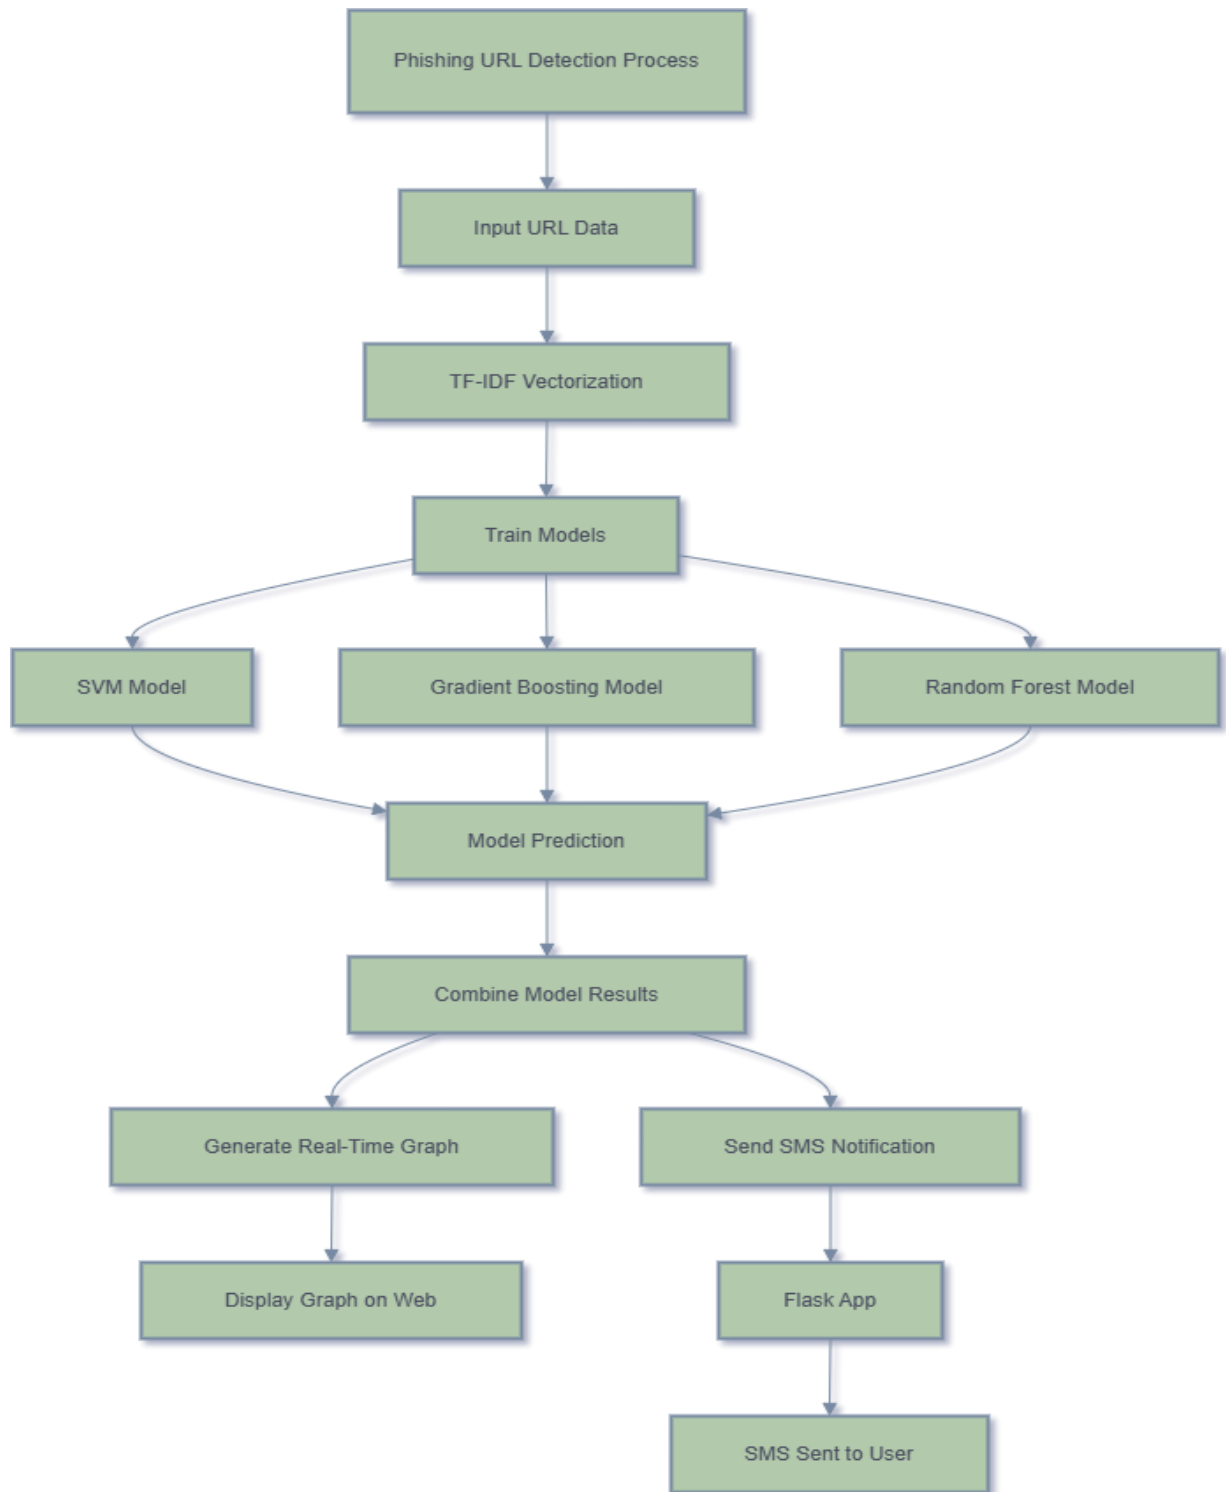 Phishing URL Detection Process
Input URL Data
TF-IDF Vectorization
Train Models
SVM Model
Gradient Boosting Model
Random Forest Model
Model Prediction
Combine Model Results
Generate Real-Time Graph
Send SMS Notification
Display Graph on Web
Flask App
SMS Sent to User